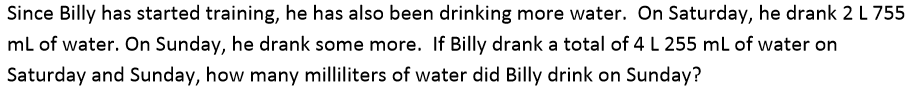 Since Billy has started training, he has also been drinking more water.  On Saturday, he drank 2 L 755
mL of water. On Sunday, he drank some more.  If Billy drank a total of 4 L 255 mL of water on
Saturday and Sunday, how many milliliters of water did Billy drink on Sunday?